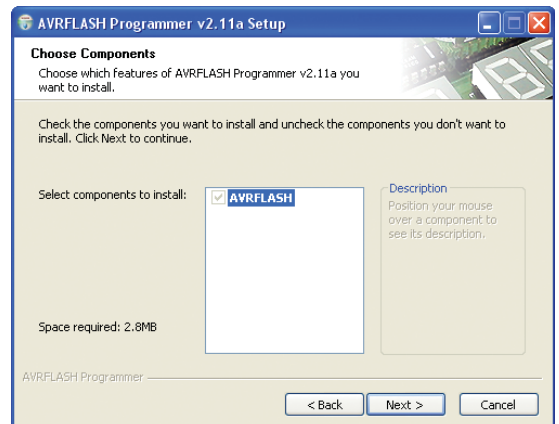 AVRFLASH Programmer v2.11a Setup
Choose Components
Choose which features of AVRFLASH Programmer v2.11a you
want to install.
Check the components you want to install and uncheck the components you don't want to
install. Click Next to continue.
Select components to install:
AVRFLASH
Description
Position your mouse
over a component to
see its description.
Space required: 2.8MB
AVRFLASH Programmer
< Back
Next >
Cancel